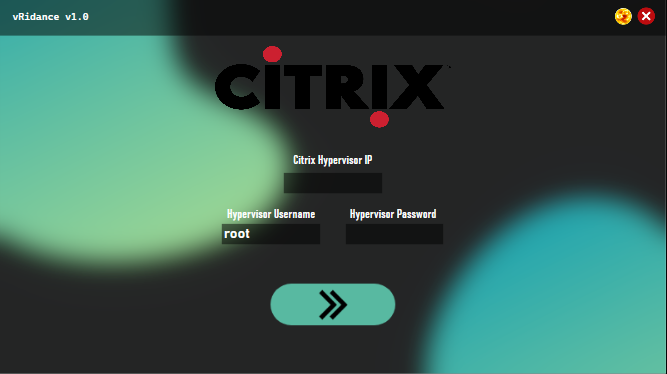 vRidance v1.0
CITRIX
Citrix Hypervisor IP
Hypervisor Username Hypervisor Password
root